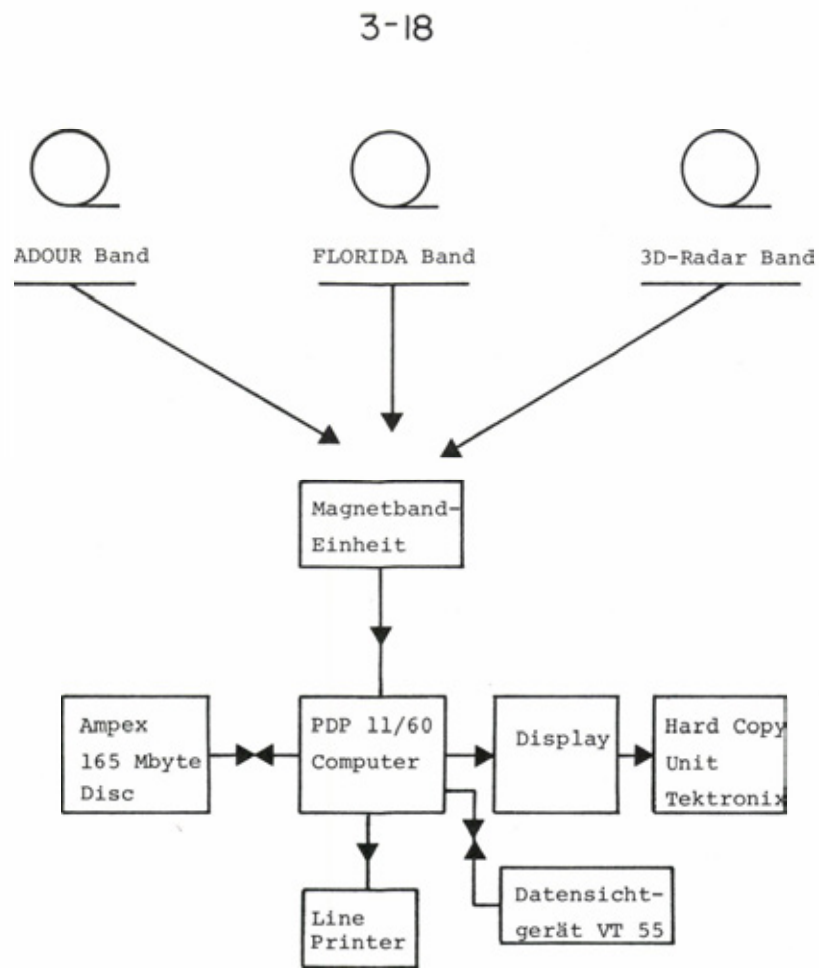 3-18
ADOUR Band
FLORIDA Band
3D-Radar Band
Magnetband-
Einheit
Ampex
165 Mbyte
Disc
PDP 11/60
Computer
Display
Hard Copy
Unit
Tektronix
Line
Printer
Datensicht-
gerät VT 55